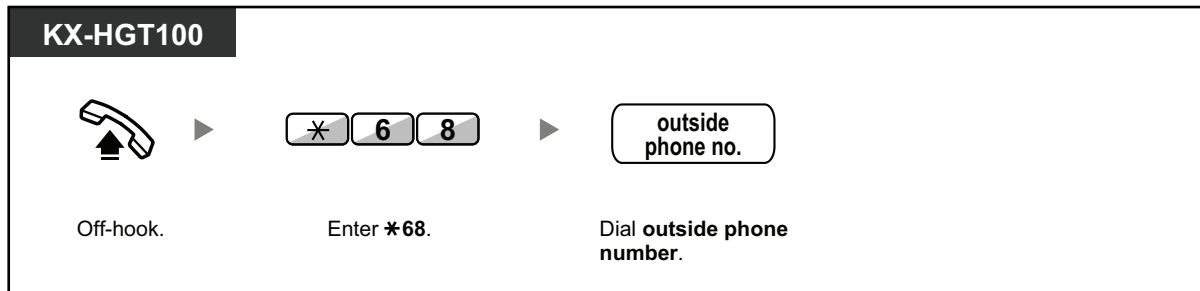 KX-HGT100
* 6 8
outside
phone no.
Off-hook.
Enter *68.
Dial outside phone
number.